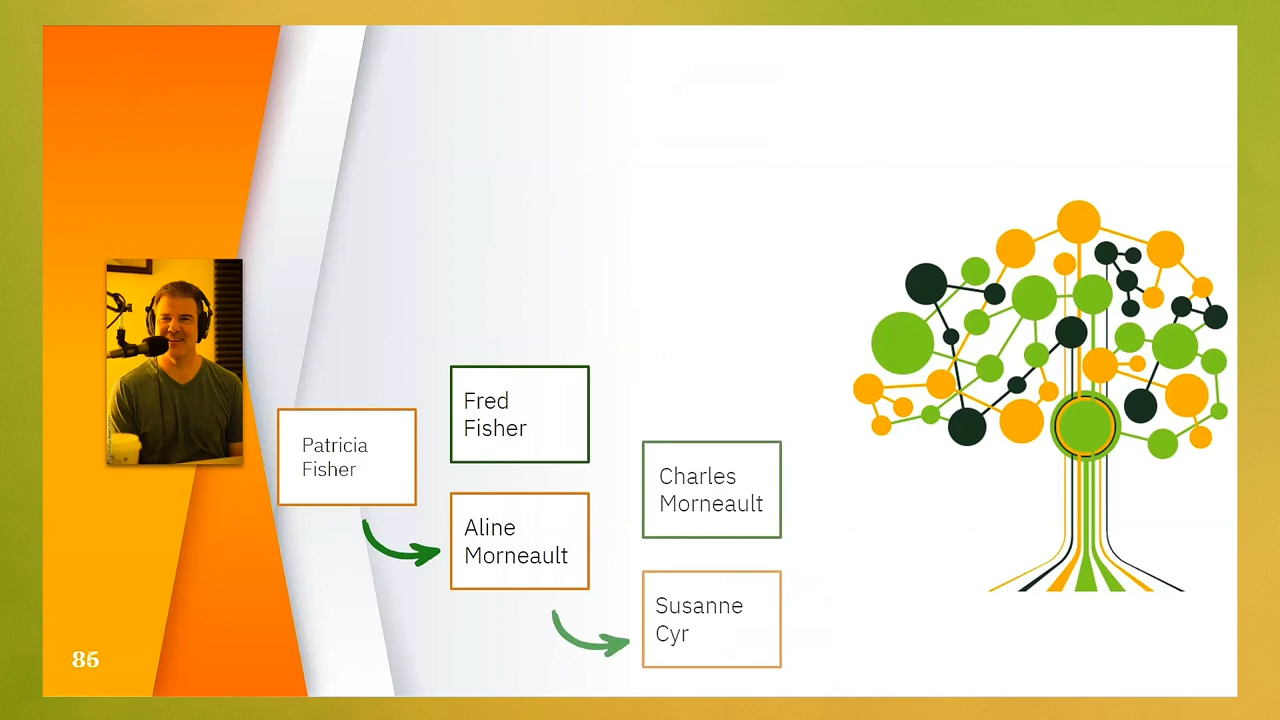 Fred
Fisher
Patricia
Fisher
Charles
Morneault
Aline
Morneault
Susanne
Cyr
86